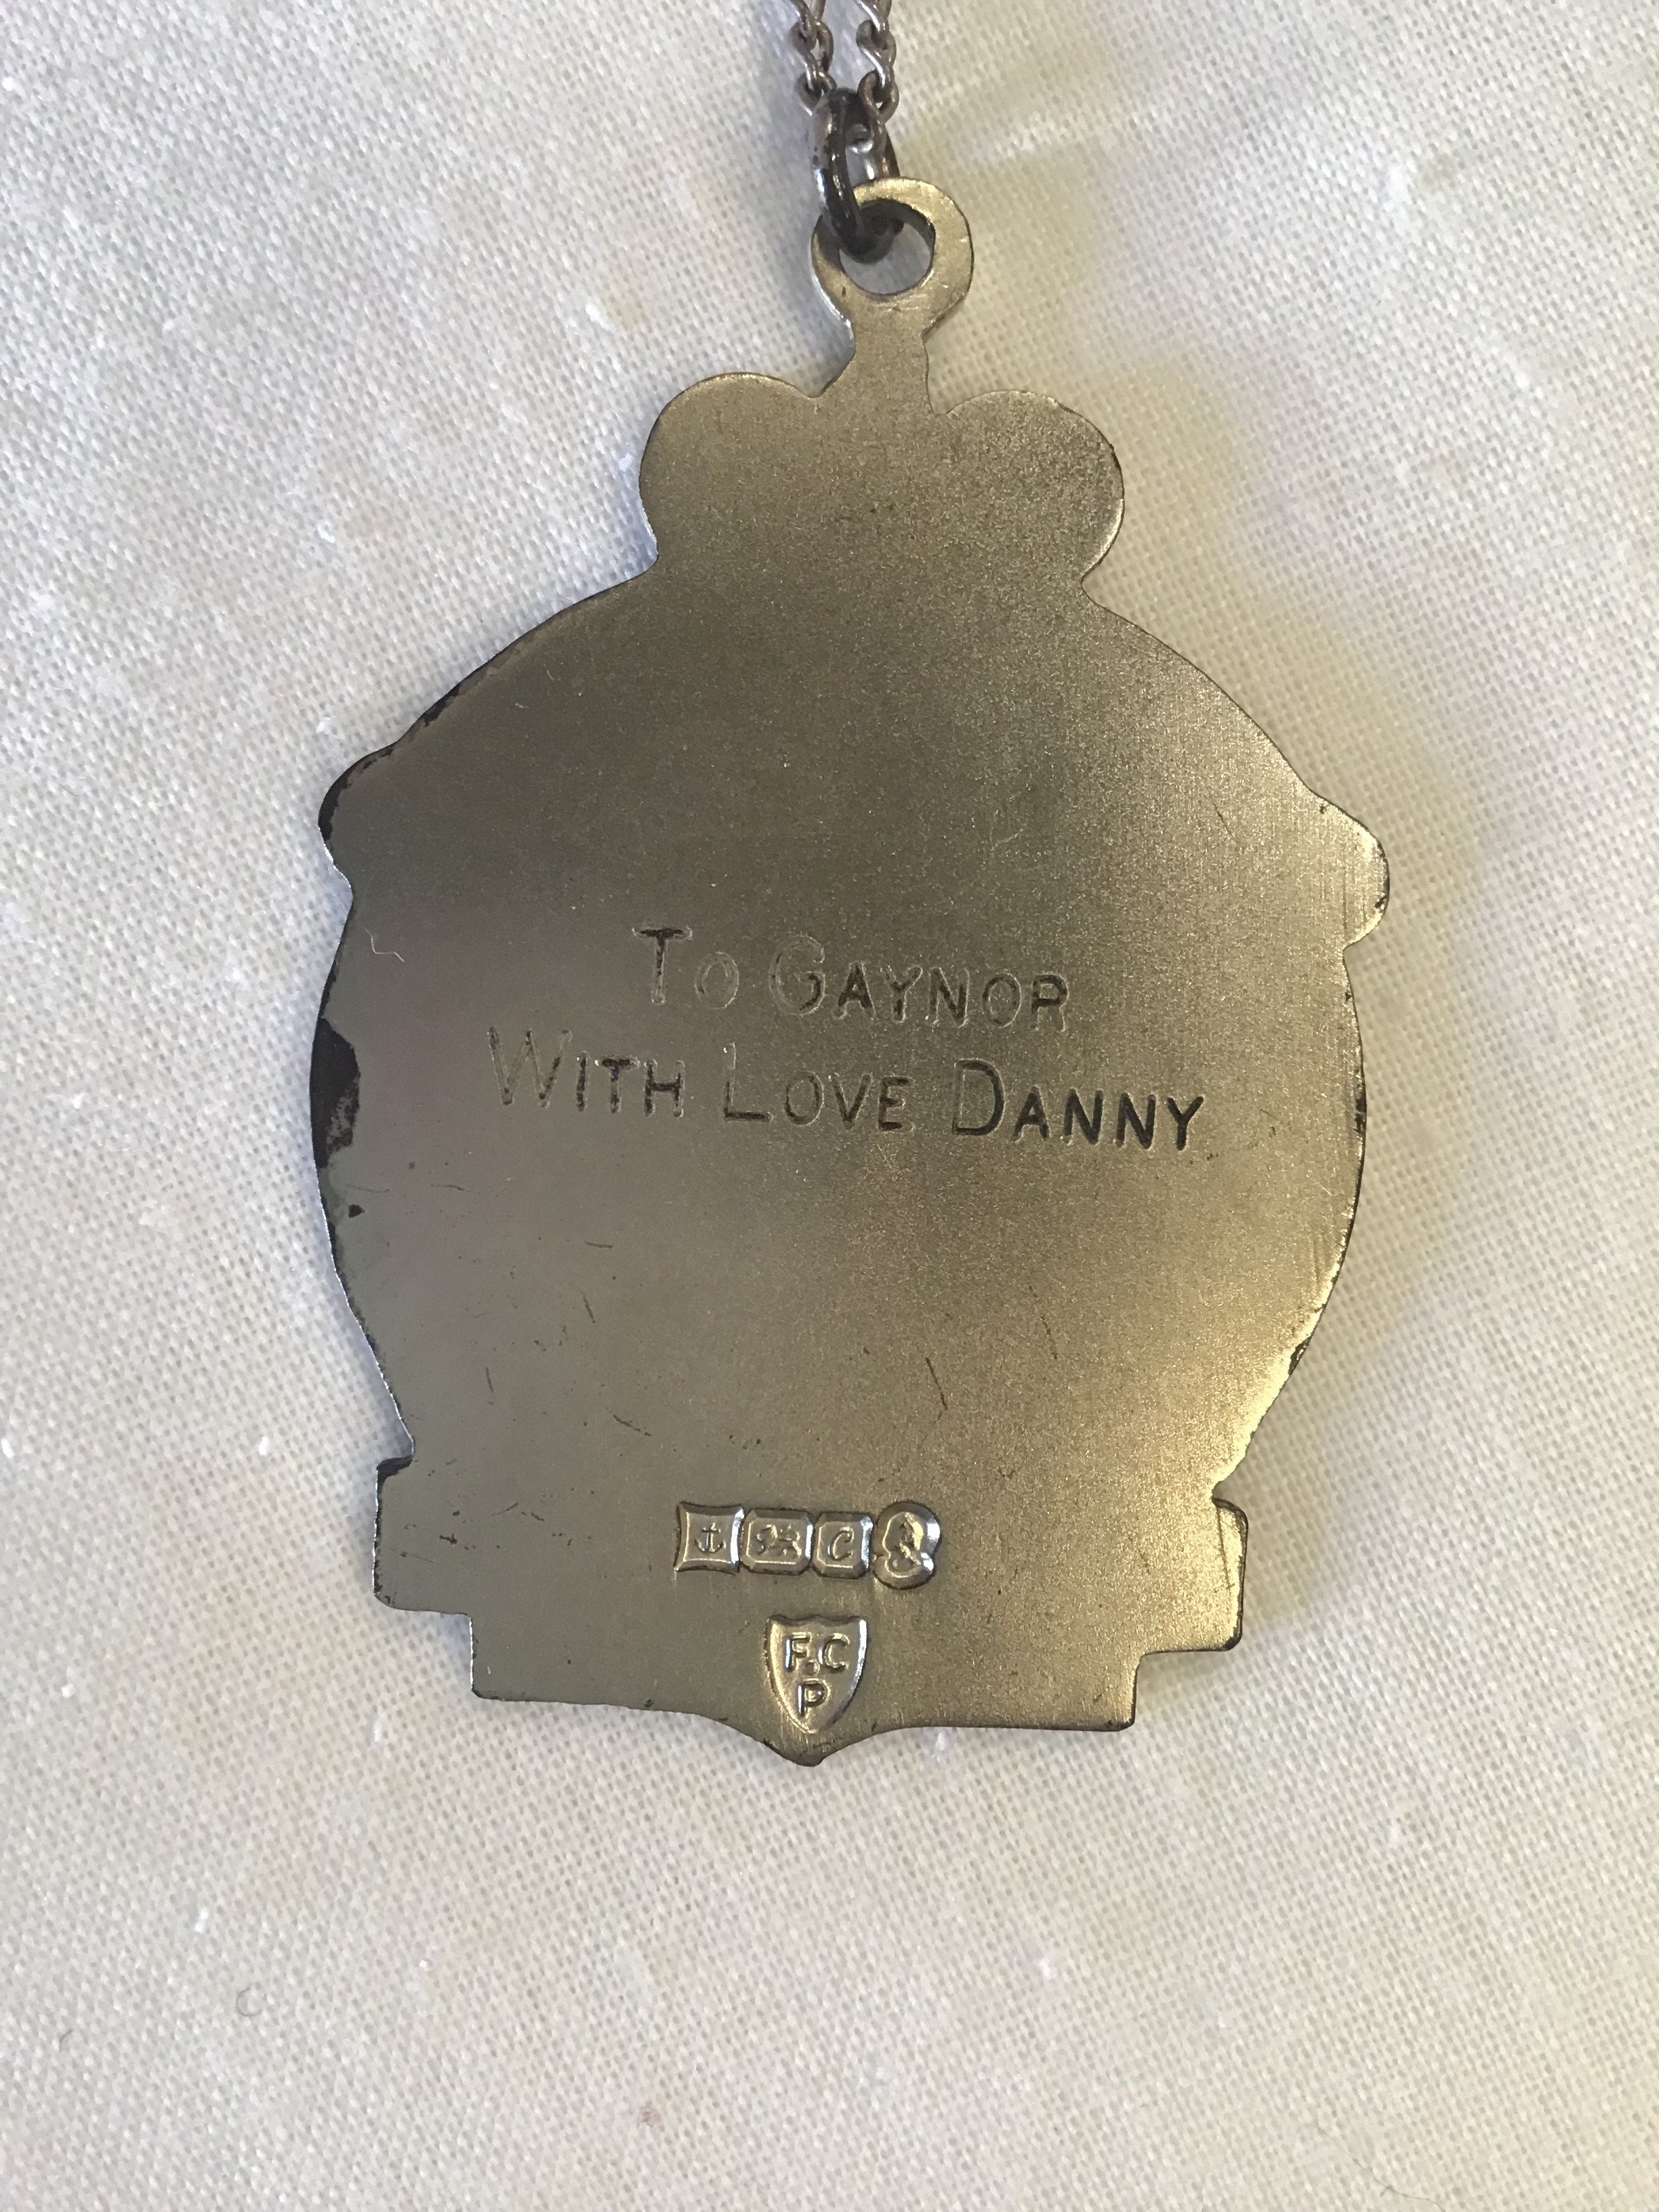 To Gaynor
With Love Danny
C
F.C
P